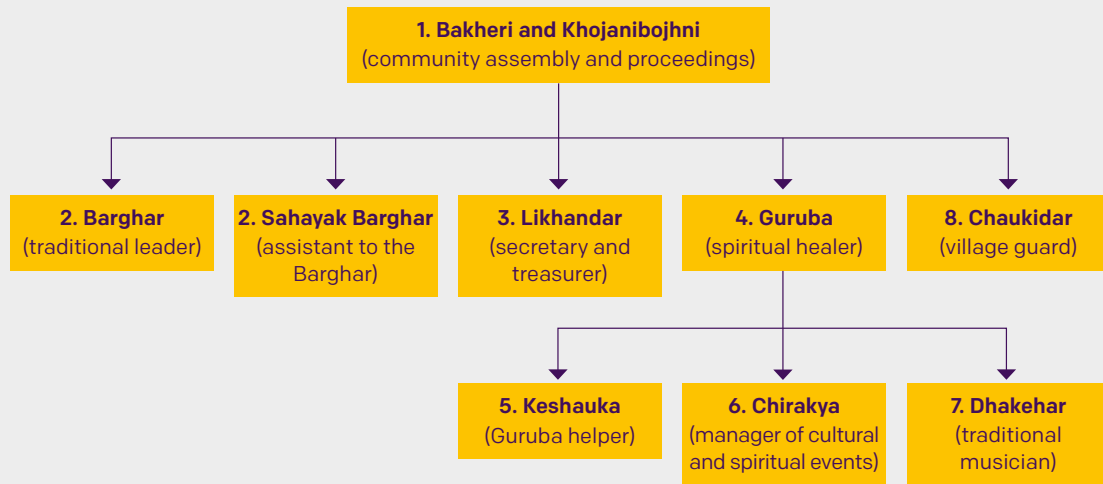 1. Bakheri and Khojanibojhni
(community assembly and proceedings)
2. Barghar
(traditional leader)
2. Sahayak Barghar
(assistant to the
Barghar)
3. Likhandar
(secretary and
treasurer)
4. Guruba
(spiritual healer)
8. Chaukidar
(village guard)
5. Keshauka
(Guruba helper)
6. Chirakya
(manager of cultural
and spiritual events)
7. Dhakehar
(traditional
musician)